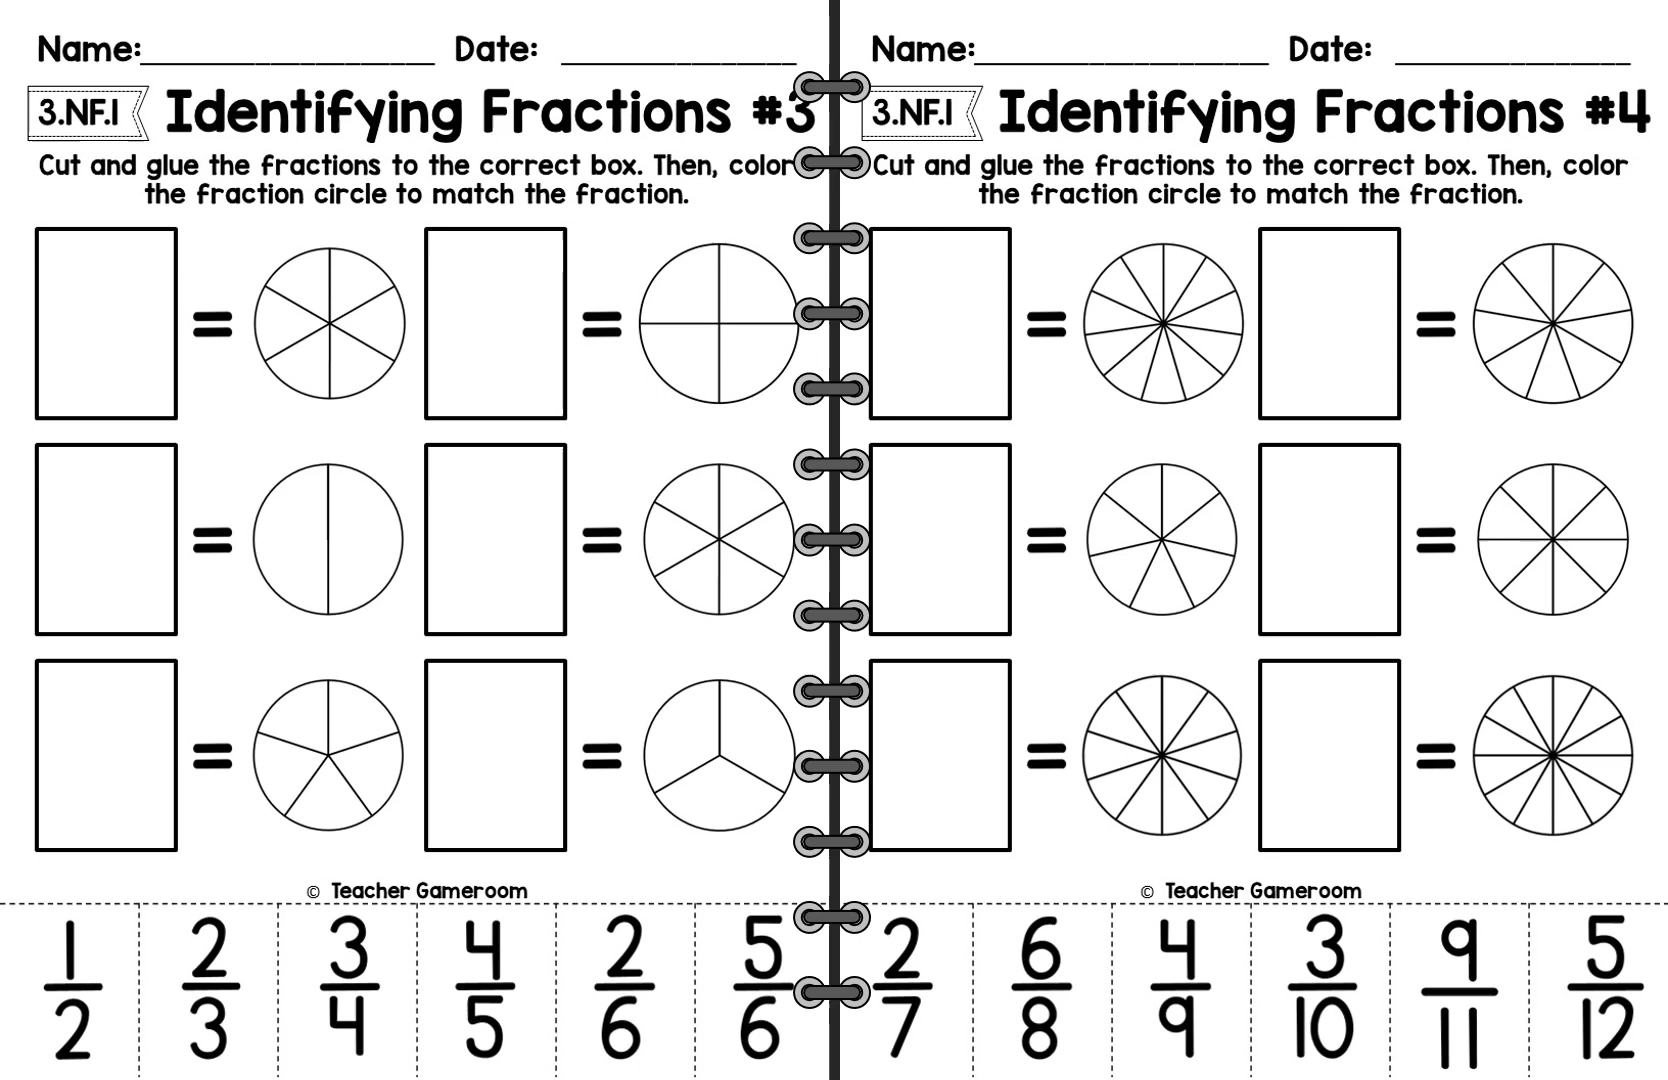 Name:____________________ Date: ________________
3.NF.1 Identifying Fractions #3
Cut and glue the fractions to the correct box. Then, color
the fraction circle to match the fraction.
=
=
=
=
=
=
© Teacher Gameroom
1/2 2/3 3/4 4/5 2/6 5/6
Name:____________________ Date: ________________
3.NF.1 Identifying Fractions #4
Cut and glue the fractions to the correct box. Then, color
the fraction circle to match the fraction.
=
=
=
=
=
=
© Teacher Gameroom
2/7 6/8 4/9 3/10 9/11 5/12